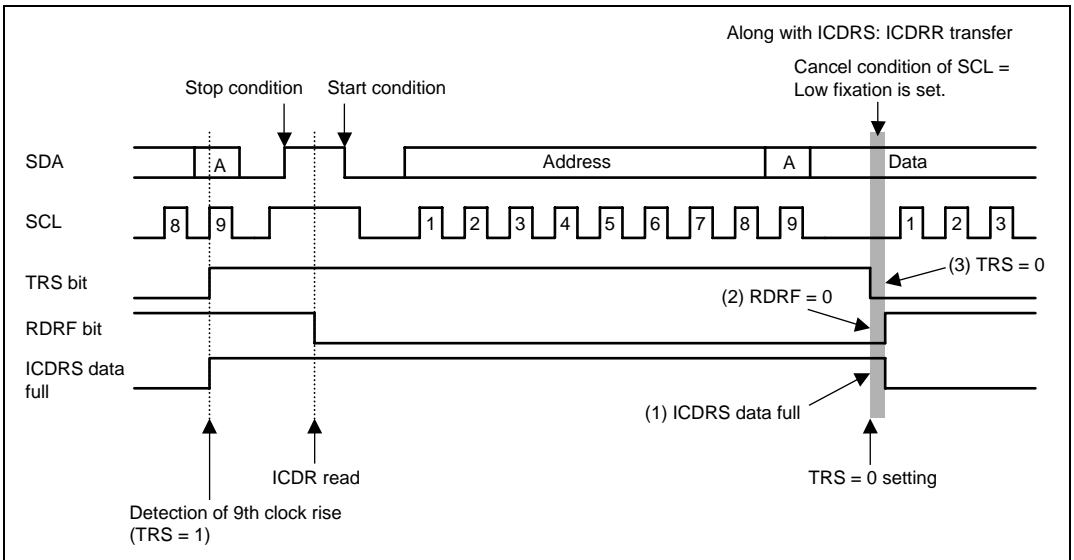 Along with ICDRS: ICDRR transfer
Cancel condition of SCL =
Low fixation is set.
Stop condition
Start condition
SDA
A
Address
A
Data
SCL
8
9
1
2
3
4
5
6
7
8
9
1
2
3
TRS bit
(3) TRS = 0
(2) RDRF = 0
RDRF bit
ICDRS data
full
(1) ICDRS data full
ICDR read
TRS = 0 setting
Detection of 9th clock rise
(TRS = 1)